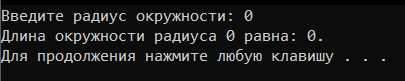 Введите радиус окружности: 0
Длина окружности радиуса 0 равна: 0.
Для продолжения нажмите любую клавишу . . .